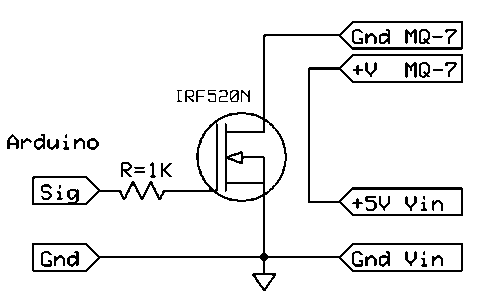 Gnd MQ-7
+V MQ-7
IRF520N
Arduino
R=1K
Sig
+5V Vin
Gnd
Gnd Vin